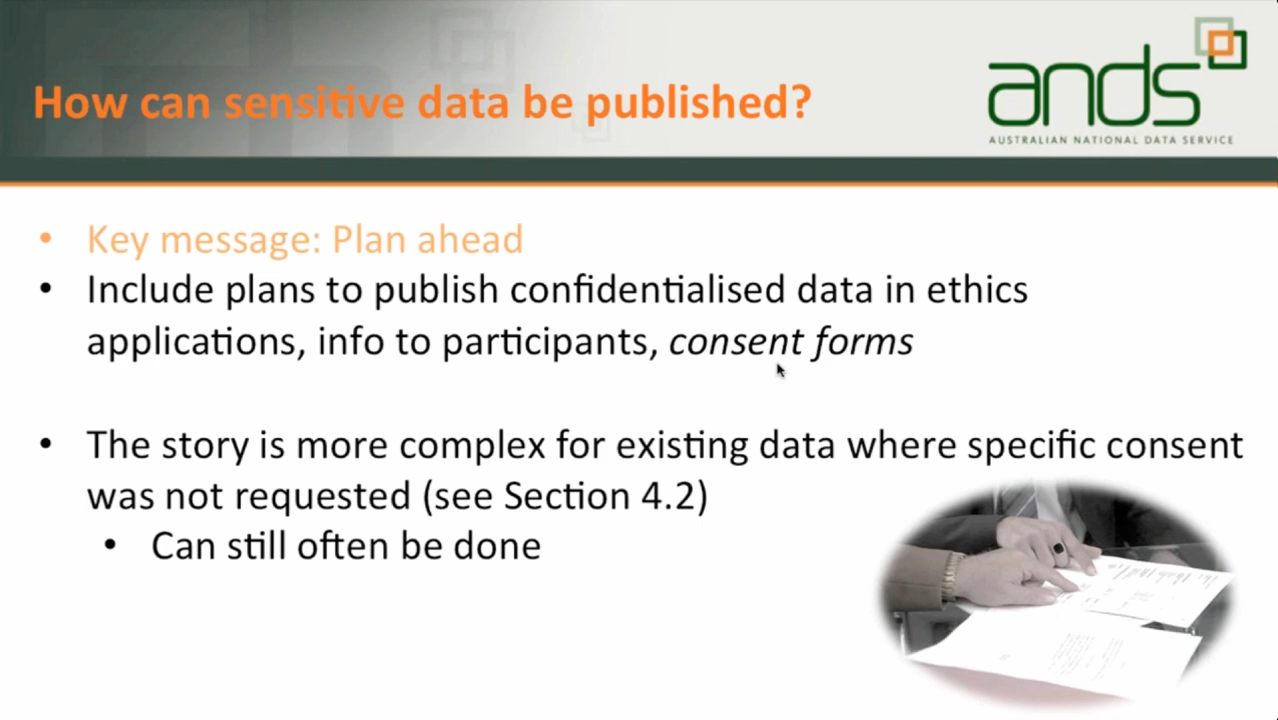 How can sensitive data be published?
ands
AUSTRALIAN NATIONAL DATA SERVICE
• Key message: Plan ahead
• Include plans to publish confidentialised data in ethics
applications, info to participants, consent forms
• The story is more complex for existing data where specific consent
was not requested (see Section 4.2)
• Can still often be done